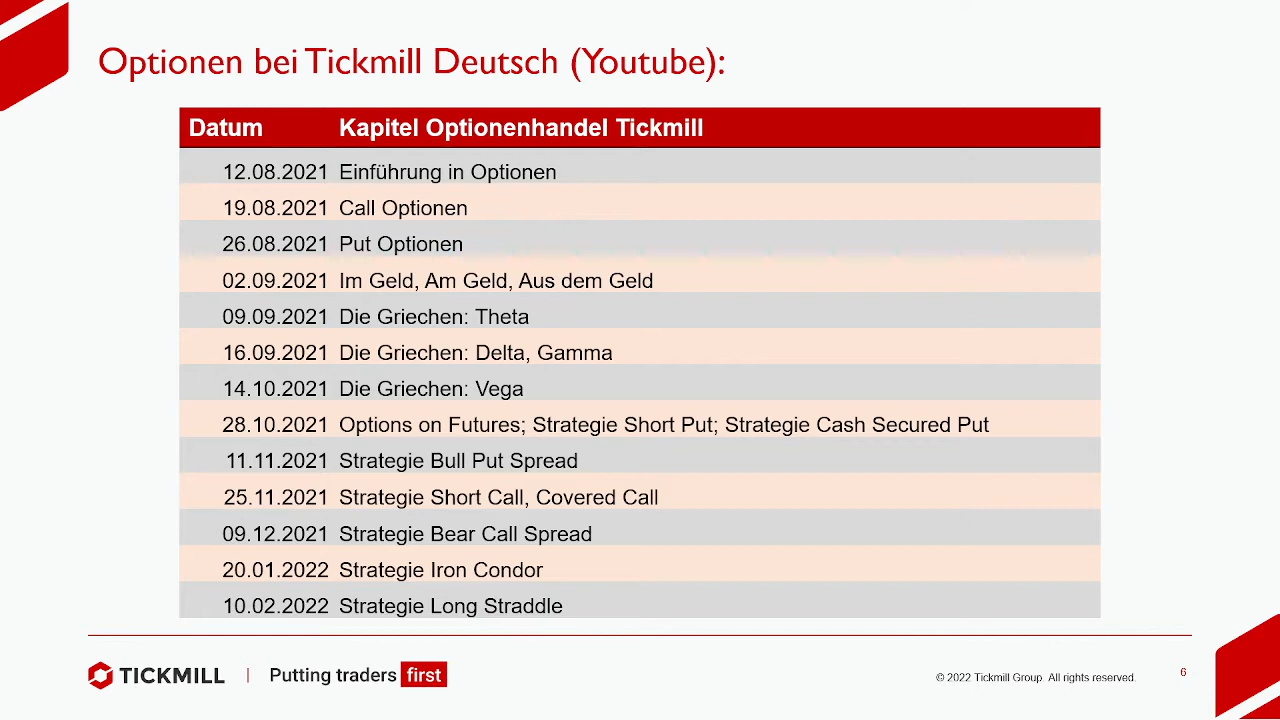 Optionen bei Tickmill Deutsch (Youtube):
Datum Kapitel Optionenhandel Tickmill
12.08.2021 Einführung in Optionen
19.08.2021 Call Optionen
26.08.2021 Put Optionen
02.09.2021 Im Geld, Am Geld, Aus dem Geld
09.09.2021 Die Griechen: Theta
16.09.2021 Die Griechen: Delta, Gamma
14.10.2021 Die Griechen: Vega
28.10.2021 Options on Futures; Strategie Short Put; Strategie Cash Secured Put
11.11.2021 Strategie Bull Put Spread
25.11.2021 Strategie Short Call, Covered Call
09.12.2021 Strategie Bear Call Spread
20.01.2022 Strategie Iron Condor
10.02.2022 Strategie Long Straddle
TICKMILL | Putting traders first
© 2022 Tickmill Group. All rights reserved. 6